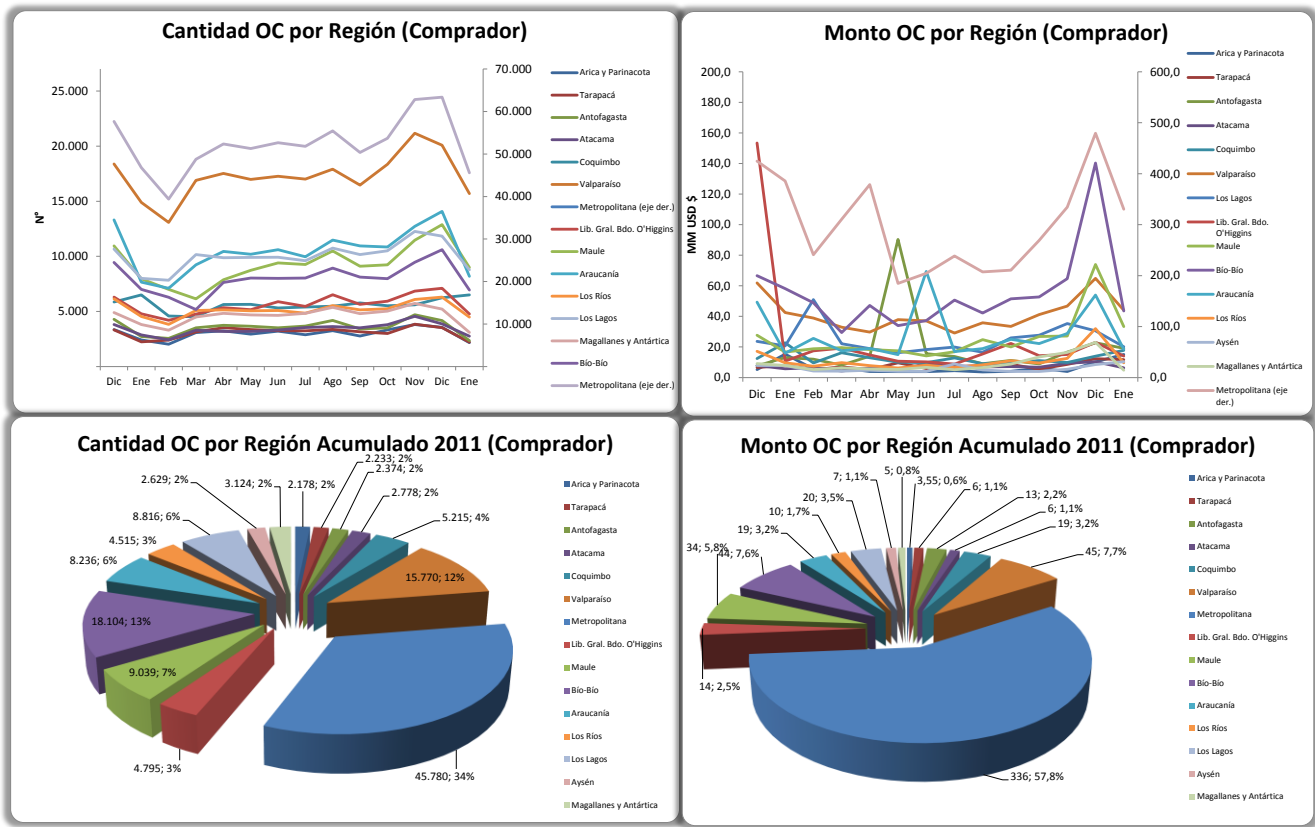 Cantidad OC por Región (Comprador)
N°
25.000
20.000
15.000
10.000
5.000
70.000
60.000
50.000
40.000
30.000
20.000
10.000
Dic Ene Feb Mar Abr May Jun Jul Ago Sep Oct Nov Dic Ene
Arica y Parinacota
Tarapacá
Antofagasta
Atacama
Coquimbo
Valparaíso
Metropolitana (eje der.)
Lib. Gral. Bdo. O'Higgins
Maule
Araucanía
Los Ríos
Los Lagos
Magallanes y Antártica
Bío-Bío
Metropolitana (eje der.)
Monto OC por Región (Comprador)
MM USD $
200,0
180,0
160,0
140,0
120,0
100,0
80,0
60,0
40,0
20,0
0,0
600,0
500,0
400,0
300,0
200,0
100,0
0,0
Dic Ene Feb Mar Abr May Jun Jul Ago Sep Oct Nov Dic Ene
Arica y Parinacota
Tarapacá
Antofagasta
Atacama
Coquimbo
Valparaíso
Los Lagos
Lib. Gral. Bdo.
O'Higgins
Maule
Bío-Bío
Araucanía
Los Ríos
Aysén
Magallanes y Antártica
Metropolitana (eje
der.)
Cantidad OC por Región Acumulado 2011 (Comprador)
2.178; 2%
2.233; 2%
2.374; 2%
2.778; 2%
5.215; 4%
15.770; 12%
45.780; 34%
4.795; 3%
9.039; 7%
18.104; 13%
8.236; 6%
4.515; 3%
8.816; 6%
2.629; 2%
3.124; 2%
Arica y Parinacota
Tarapacá
Antofagasta
Atacama
Coquimbo
Valparaíso
Metropolitana
Lib. Gral. Bdo. O'Higgins
Maule
Bío-Bío
Araucanía
Los Ríos
Los Lagos
Aysén
Magallanes y Antártica
Monto OC por Región Acumulado 2011 (Comprador)
3,55; 0,6%
6; 1,1%
13; 2,2%
6; 1,1%
19; 3,2%
45; 7,7%
336; 57,8%
14; 2,5%
34; 5,8%
44; 7,6%
19; 3,2%
10; 1,7%
20; 3,5%
7; 1,1%
5; 0,8%
Arica y Parinacota
Tarapacá
Antofagasta
Atacama
Coquimbo
Valparaíso
Metropolitana
Lib. Gral. Bdo. O'Higgins
Maule
Bío-Bío
Araucanía
Los Ríos
Los Lagos
Aysén
Magallanes y Antártica